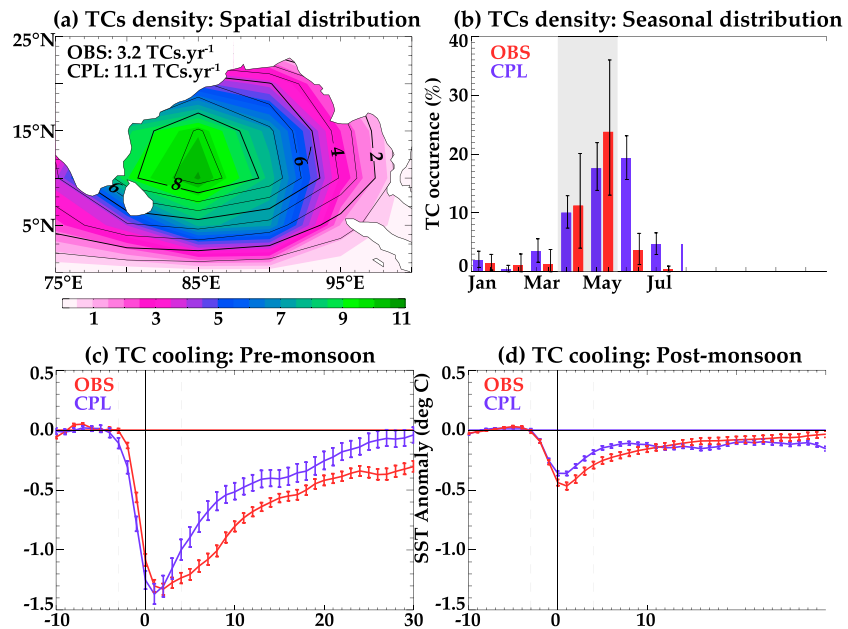 (a) TCs density: Spatial distribution
25°N
OBS: 3.2 TCs.yr-1
CPL: 11.1 TCs.yr-1
15°N
5°N
2
4
6
8
6
75°E 85°E 95°E
1 3 5 7 9 11
(b) TCs density: Seasonal distribution
40
OBS
CPL
30
TC occurence (%)
20
10
0
Jan Mar May Jul
(c) TC cooling: Pre-monsoon
0.5
OBS
CPL
0.0
-0.5
-1.0
-1.5
-10 0 10 20 30
(d) TC cooling: Post-monsoon
0.5
OBS
CPL
0.0
SST Anomaly (deg C)
-0.5
-1.0
-1.5
-10 0 10